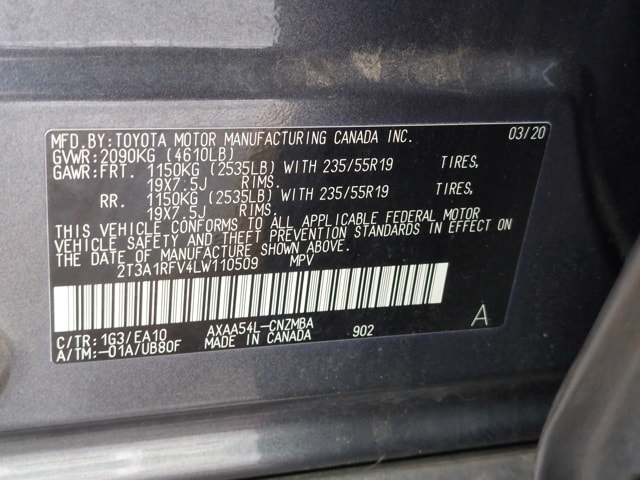 MFD.BY:TOYOTA MOTOR MANUFACTURING CANADA INC. 03/20
GVWR:2090KG (4610LB)
GAWR:FRT. 1150KG (2535LB) WITH 235/55R19 TIRES,
19X7.5J RIMS.
RR. 1150KG (2535LB) WITH 235/55R19 TIRES,
19X7.5J RIMS.
THIS VEHICLE CONFORMS TO ALL APPLICABLE FEDERAL MOTOR
VEHICLE SAFETY AND THEFT PREVENTION STANDARDS IN EFFECT ON
THE DATE OF MANUFACTURE SHOWN ABOVE.
2T3A1RFV4LW110509 MPV
C/TR:1G3/EA10 AXAA54L-CNZMBA A
A/TM:-01A/UB80F MADE IN CANADA 902